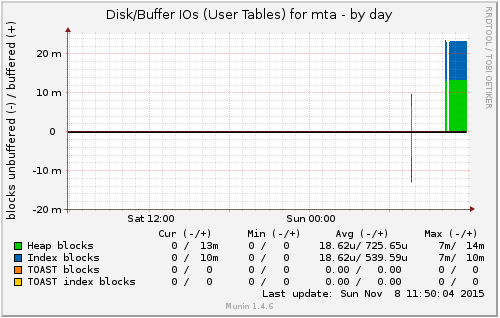 Disk/Buffer IOs (User Tables) for mta - by day
RRDTOOL / TOBI OETIKER
blocks unbuffered (-) / buffered (+)
20 m
10 m
0
-10 m
-20 m
Sat 12:00 Sun 00:00
Cur (-/+) Min (-/+) Avg (-/+) Max (-/+)
Heap blocks 0 / 13m 0 / 0 18.62u/ 725.65u 7m/ 14m
Index blocks 0 / 10m 0 / 0 18.62u/ 539.59u 7m/ 10m
TOAST blocks 0 / 0 0 / 0 0.00 / 0.00 0 / 0
TOAST index blocks 0 / 0 0 / 0 0.00 / 0.00 0 / 0
Last update: Sun Nov 8 11:50:04 2015
Munin 1.4.6